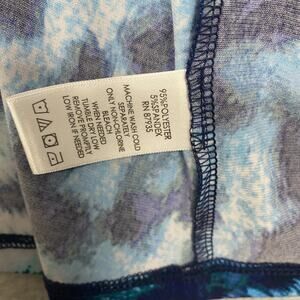 95%POLYESTER
5%SPANDEX
RN 87935
MACHINE WASH COLD
SEPARATELY
ONLY NON-CHLORINE
BLEACH
WHEN NEEDED
TUMBLE DRY LOW
REMOVE PROMPTLY
LOW IRON IF NEEDED